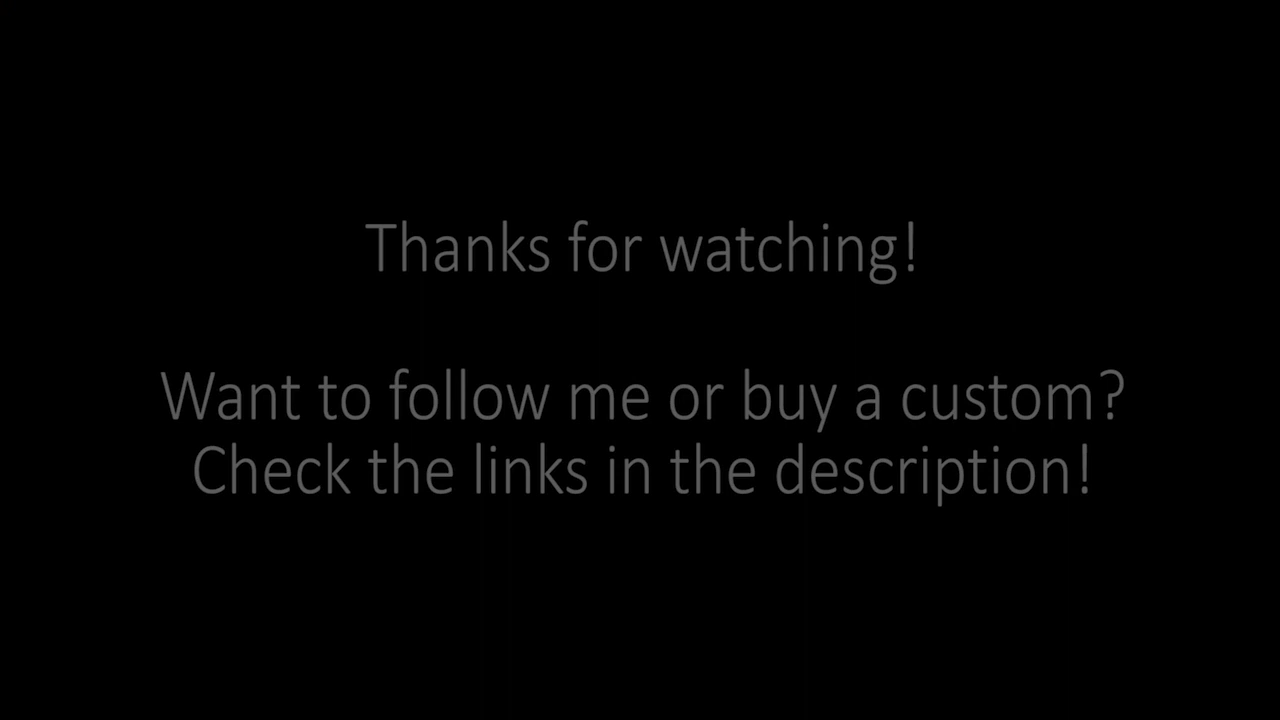 Thanks for watching!
Want to follow me or buy a custom?
Check the links in the description!